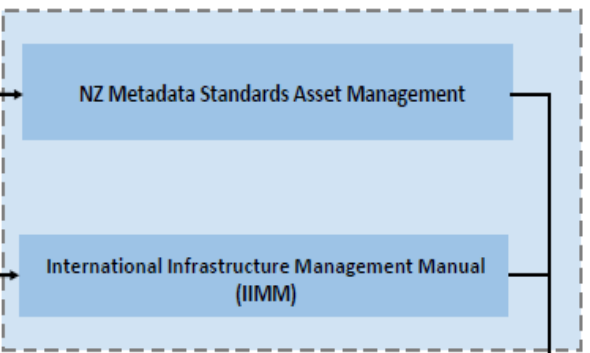 NZ Metadata Standards Asset Management
International Infrastructure Management Manual
(IIMM)